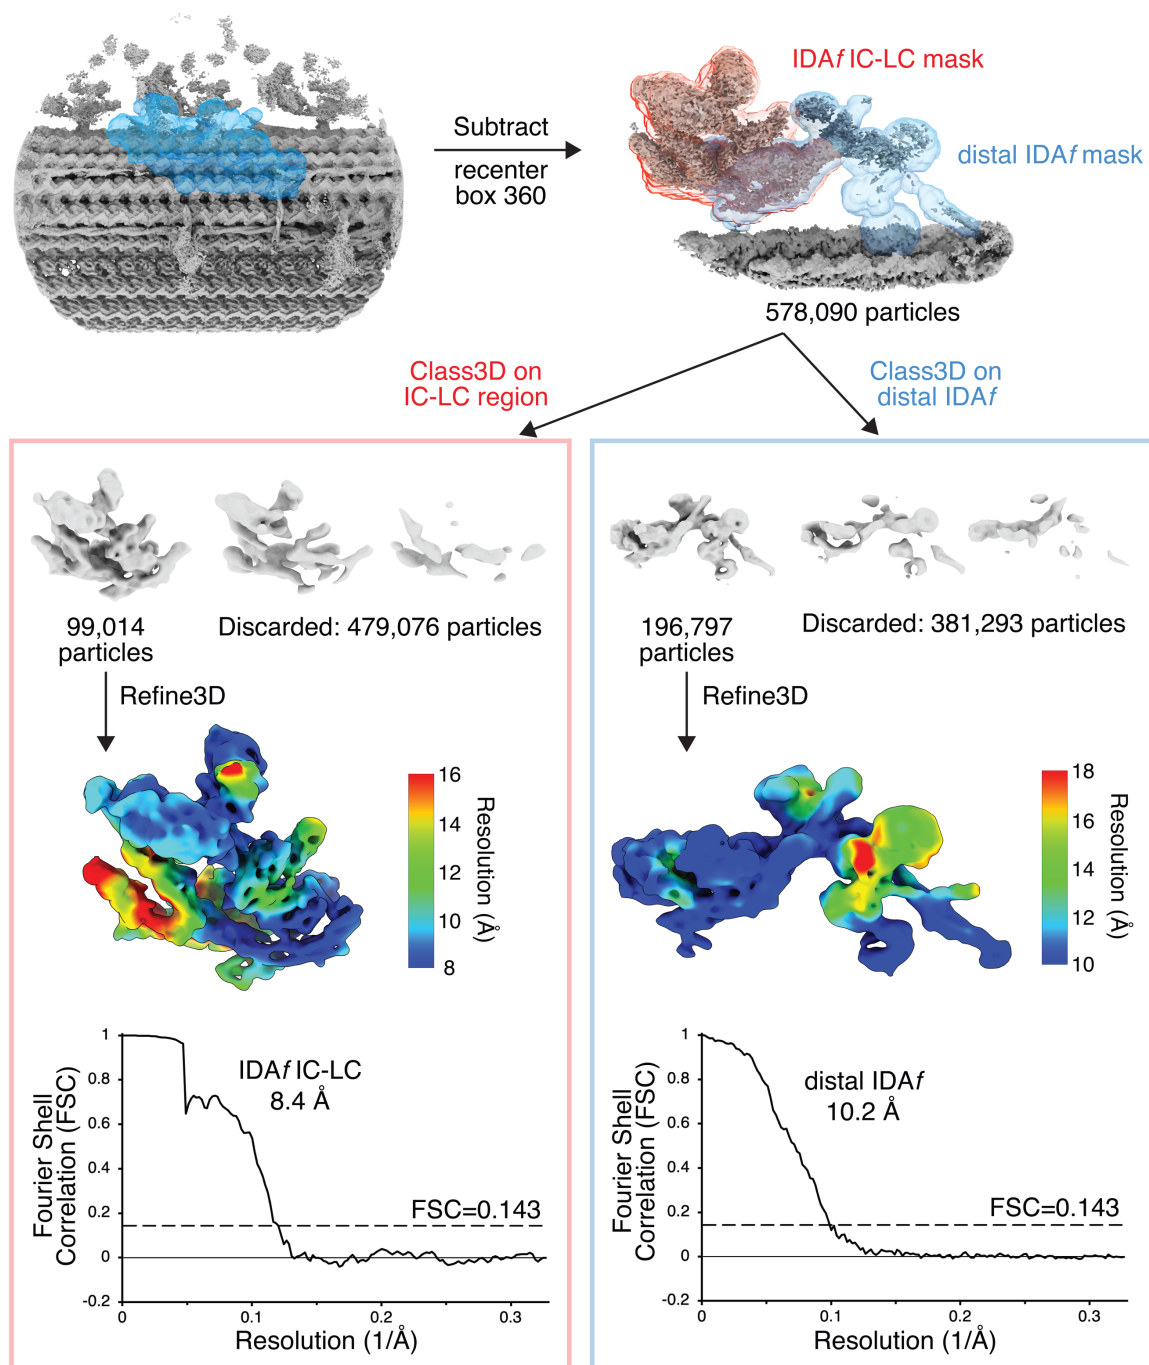 IDAf IC-LC mask
Subtract
recenter
box 360
distal IDAf mask
578,090 particles
Class3D on
IC-LC region
Class3D on
distal IDAf
99,014
particles
Discarded: 479,076 particles
Refine3D
16
14
12
10
8
Resolution (Å)
1
0.8
0.6
0.4
0.2
0
-0.2
Fourier Shell
Correlation (FSC)
IDAf IC-LC
8.4 Å
FSC=0.143
0
0.1
0.2
0.3
Resolution (1/Å)
196,797
particles
Discarded: 381,293 particles
Refine3D
18
16
14
12
10
Resolution (Å)
1
0.8
0.6
0.4
0.2
0
-0.2
Fourier Shell
Correlation (FSC)
distal IDAf
10.2 Å
FSC=0.143
0
0.1
0.2
0.3
Resolution (1/Å)